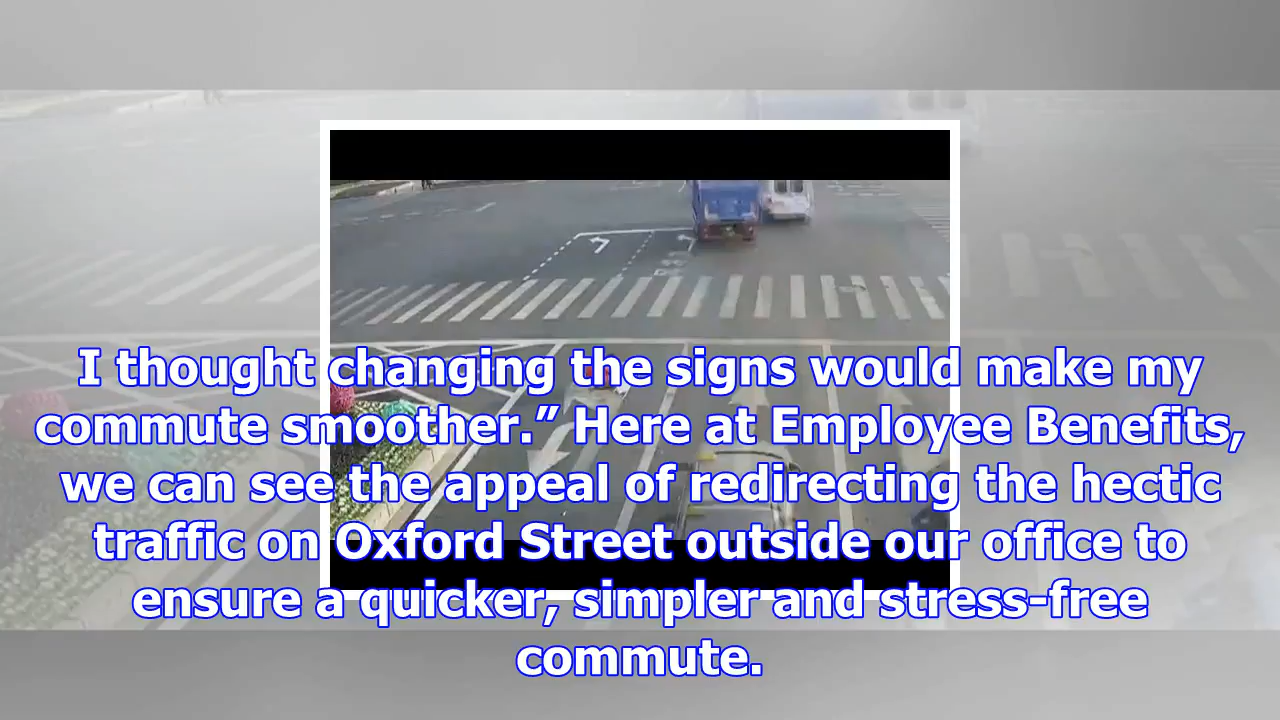 I thought changing the signs would make my
commute smoother.” Here at Employee Benefits,
we can see the appeal of redirecting the hectic
traffic on Oxford Street outside our office to
ensure a quicker, simpler and stress-free
commute.